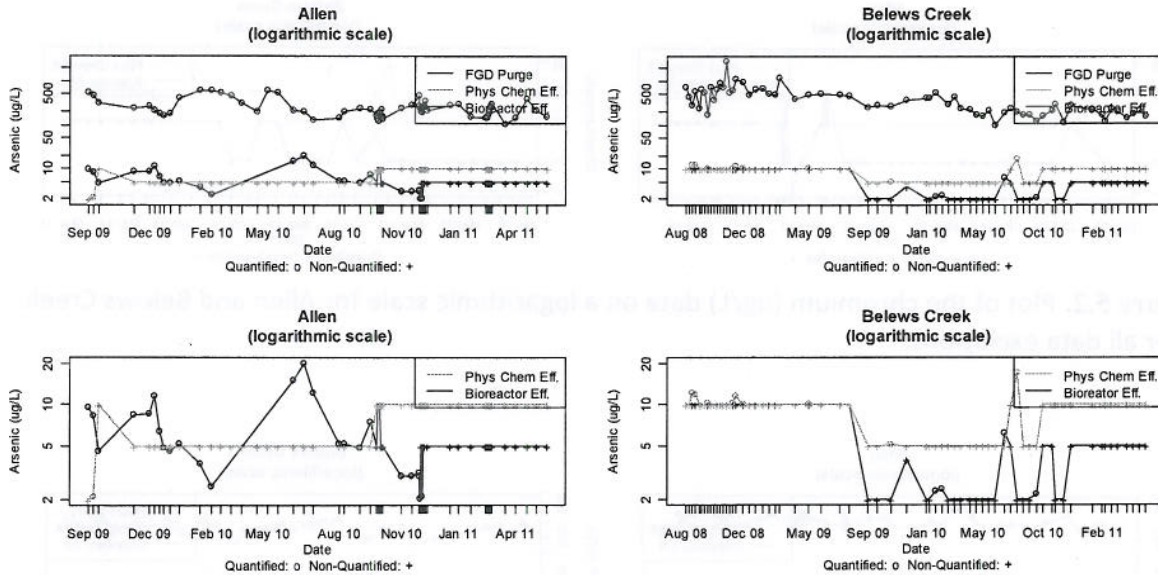 Allen
(logarithmic scale)
FGD Purge
Phys Chem Eff.
Bioreactor Eff.
Arsenic (ug/L)
500
50
10
2
Sep 09 Dec 09 Feb 10 May 10 Aug 10 Nov 10 Jan 11 Apr 11
Date
Quantified: o Non-Quantified: +
Belews Creek
(logarithmic scale)
FGD Purge
Phys Chem Eff.
Bioreactor Eff.
Arsenic (ug/L)
500
50
10
2
Aug 08 Dec 08 May 09 Sep 09 Jan 10 May 10 Oct 10 Feb 11
Date
Quantified: o Non-Quantified: +
Allen
(logarithmic scale)
Phys Chem Eff.
Bioreactor Eff.
Arsenic (ug/L)
20
10
5
2
Sep 09 Dec 09 Feb 10 May 10 Aug 10 Nov 10 Jan 11 Apr 11
Date
Quantified: o Non-Quantified: +
Belews Creek
(logarithmic scale)
Phys Chem Eff.
Bioreator Eff.
Arsenic (ug/L)
20
10
5
2
Aug 08 Dec 08 May 09 Sep 09 Jan 10 May 10 Oct 10 Feb 11
Date
Quantified: o Non-Quantified: +